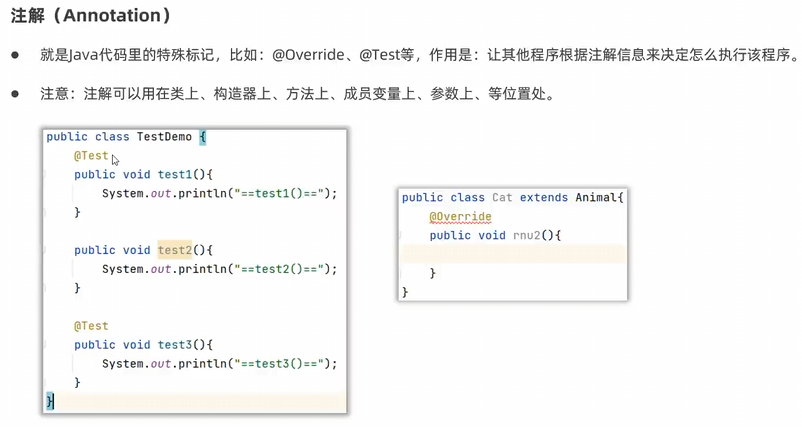 注解（Annotation）
● 就是Java代码里的特殊标记，比如：@Override、@Test等，作用是：让其他程序根据注解信息来决定怎么执行该程序。
● 注意：注解可以用在类上、构造器上、方法上、成员变量上、参数上、等位置处。
public class TestDemo {
@Test
public void test1(){
System.out.println("==test1()==");
}
public void test2(){
System.out.println("==test2()==");
}
@Test
public void test3(){
System.out.println("==test3()==");
}
}
public class Cat extends Animal{
@Override
public void rnu2(){
}
}